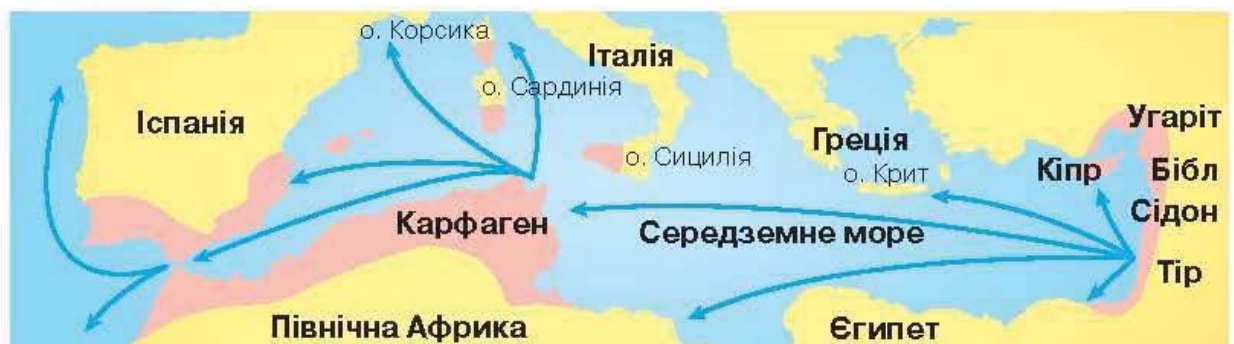 о. Корсика
Італія
о. Сардинія
Іспанія
Угаріт
Греція
о. Сицилія
о. Крит
Кіпр
Бібл
Сідон
Карфаген
Середземне море
Тір
Північна Африка
Єгипет